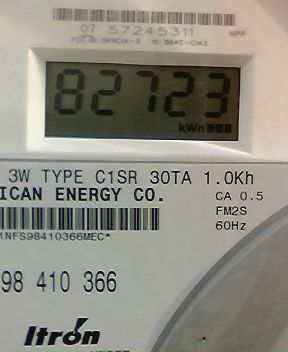 07 57245311 HPP
82723
kWh
3W TYPE C1SR 30TA 1.0Kh
ICAN ENERGY CO. CA 0.5
FM2S
60Hz
1NFS98410366MEC*
98 410 366
Itron